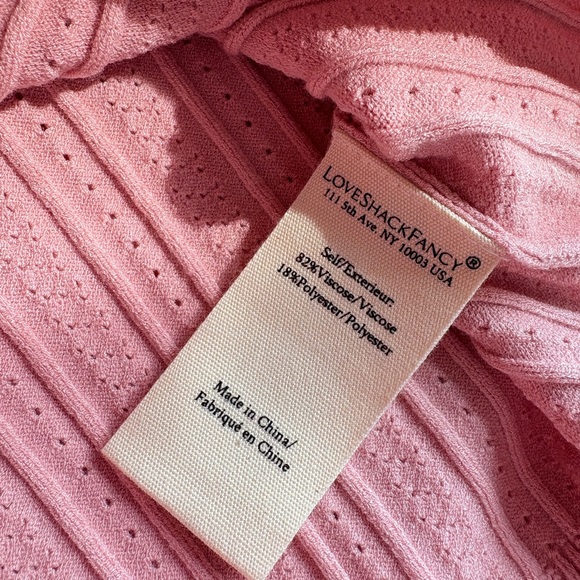 LOVESHACKFANCY®
111 5th Ave. NY 10003 USA
Self/Exterieur:
82%Viscose/Viscose
18%Polyester/Polyester
Made in China/
Fabriqué en Chine